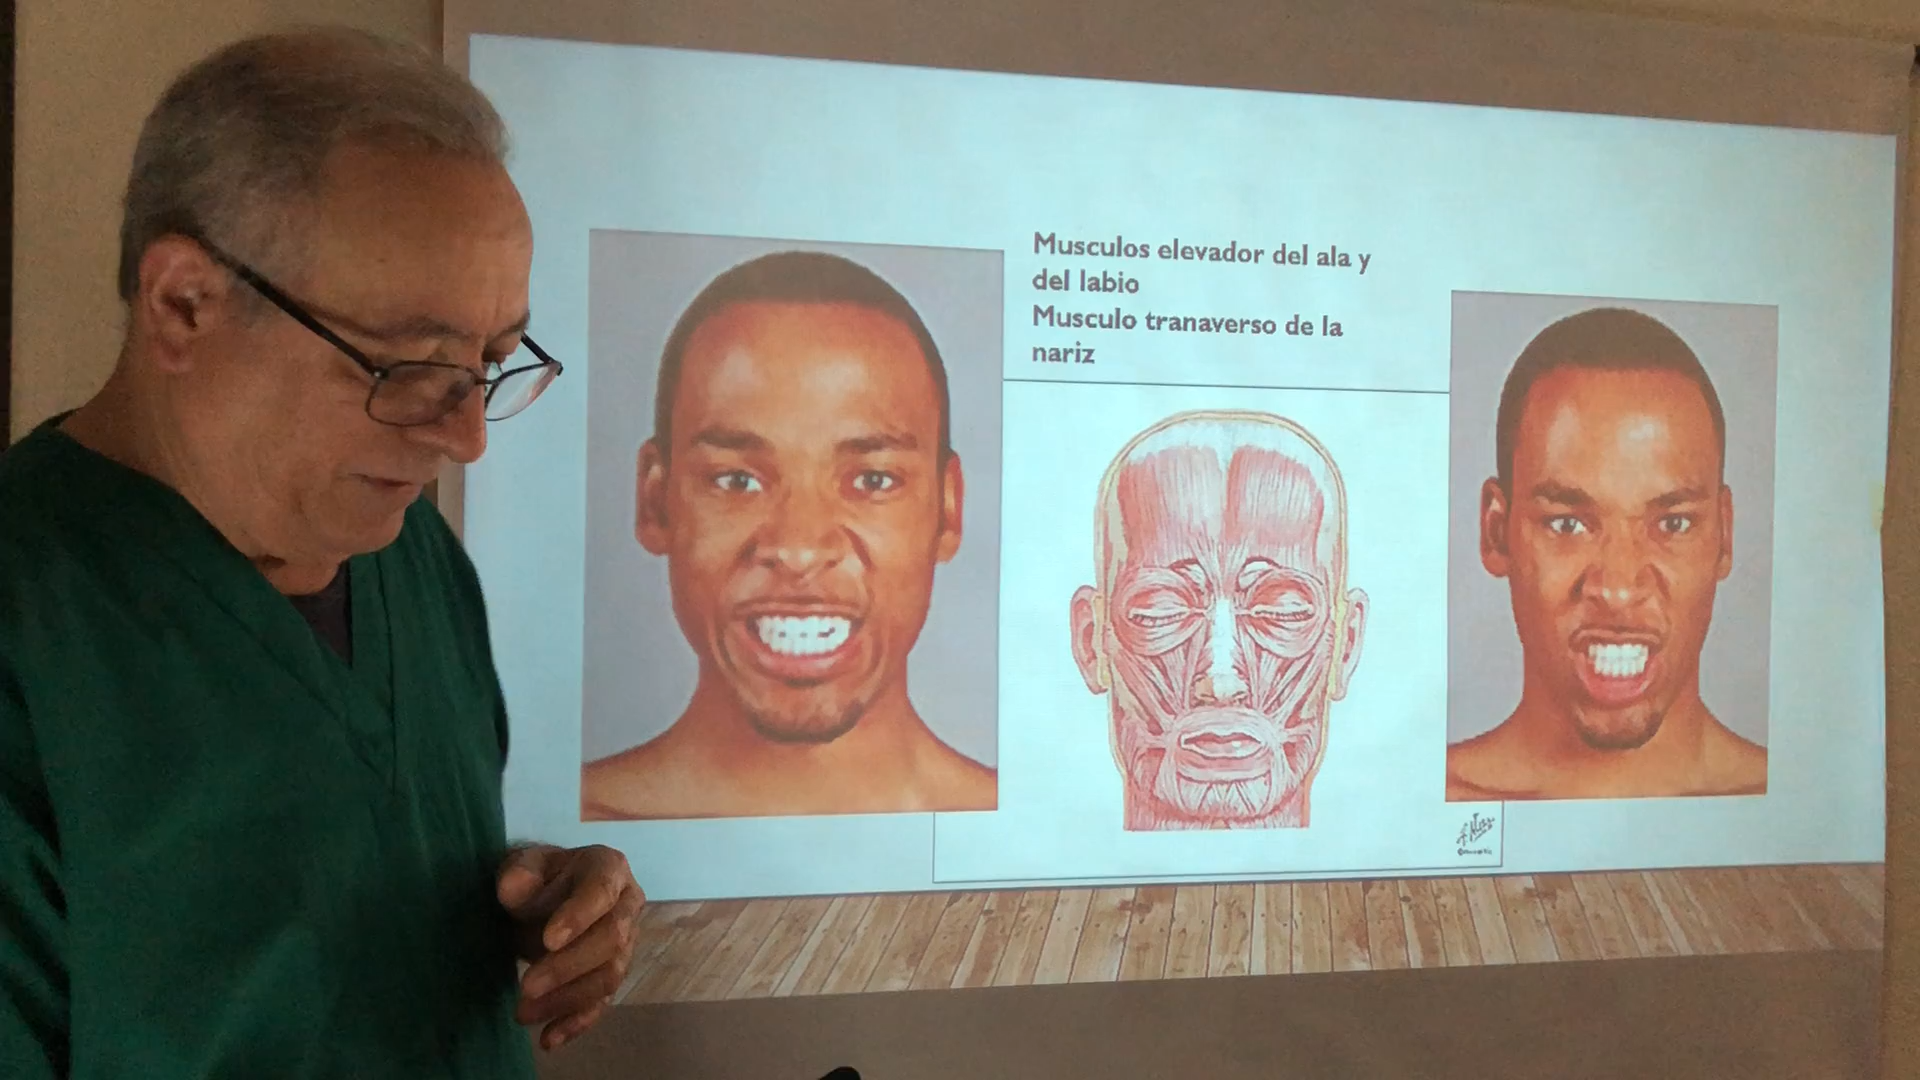 Musculos elevador del ala y
del labio
Musculo tranaverso de la
nariz